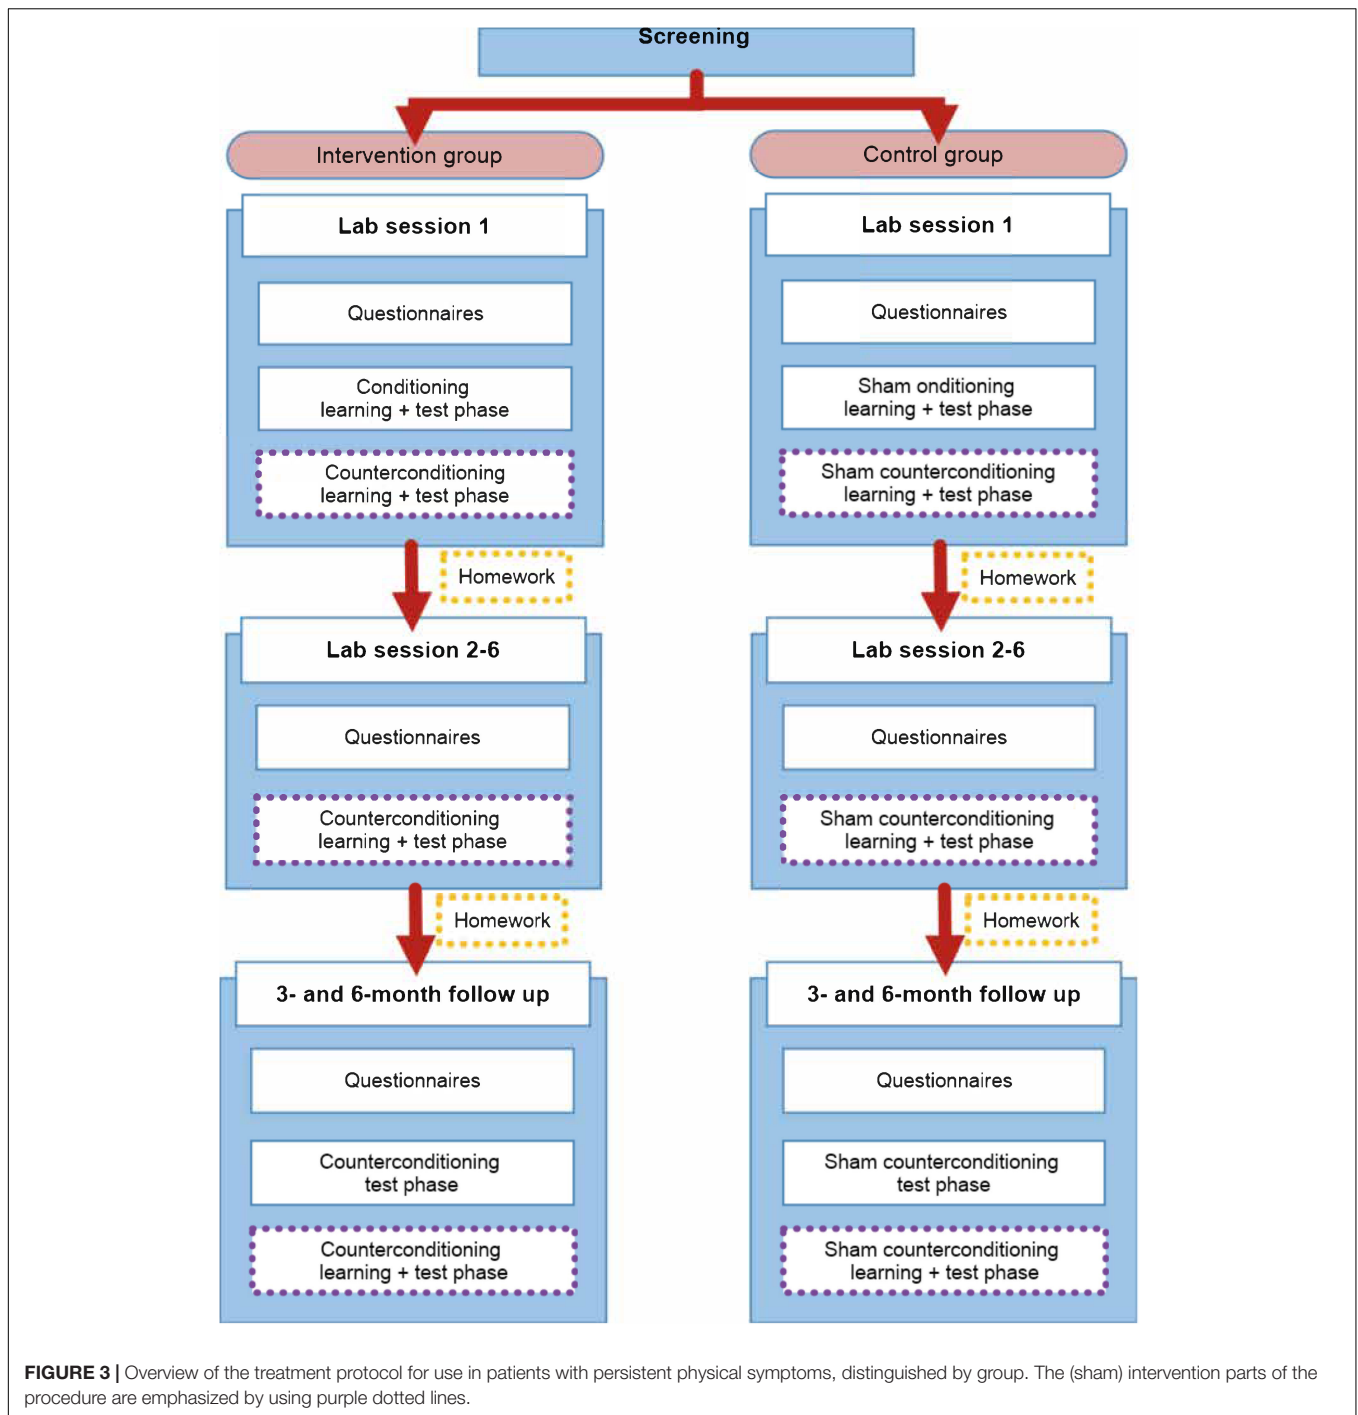 Screening
Intervention group
Lab session 1
Questionnaires
Conditioning
learning + test phase
Counterconditioning
learning + test phase
Homework
Lab session 2-6
Questionnaires
Counterconditioning
learning + test phase
Homework
3- and 6-month follow up
Questionnaires
Counterconditioning
test phase
Counterconditioning
learning + test phase
Control group
Lab session 1
Questionnaires
Sham onditioning
learning + test phase
Sham counterconditioning
learning + test phase
Homework
Lab session 2-6
Questionnaires
Sham counterconditioning
learning + test phase
Homework
3- and 6-month follow up
Questionnaires
Sham counterconditioning
test phase
Sham counterconditioning
learning + test phase
FIGURE 3 | Overview of the treatment protocol for use in patients with persistent physical symptoms, distinguished by group. The (sham) intervention parts of the
procedure are emphasized by using purple dotted lines.